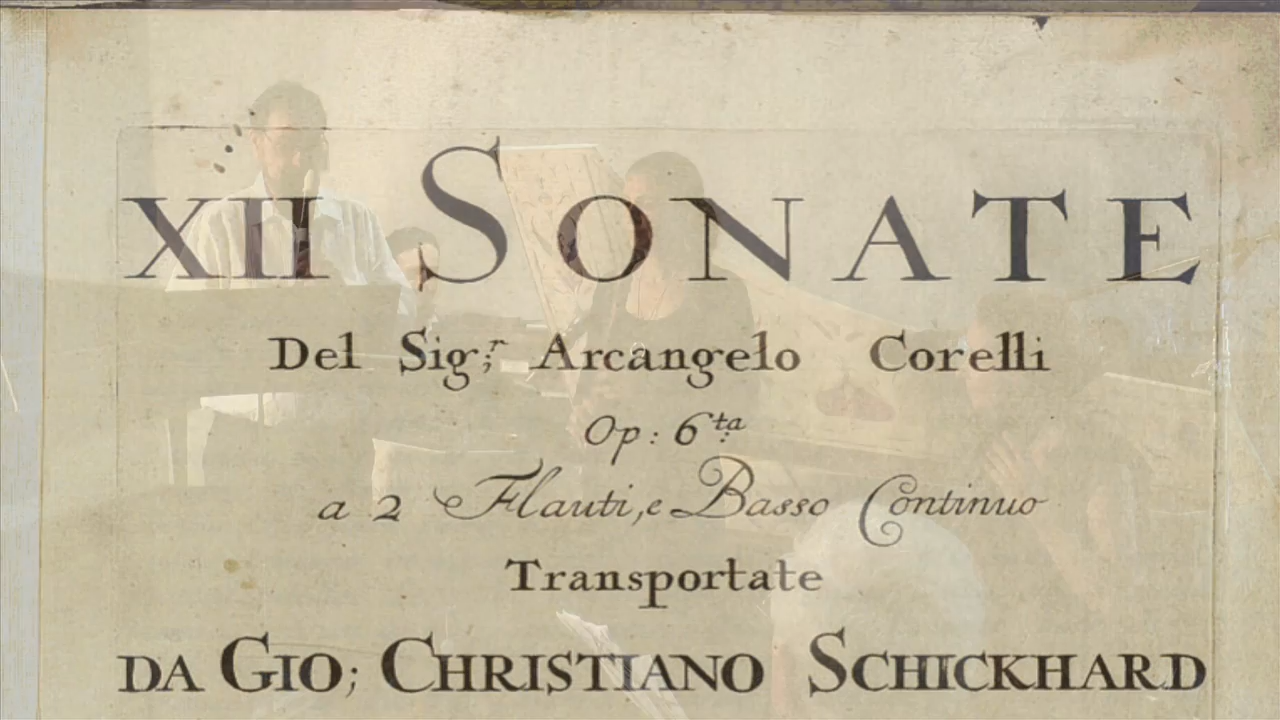 XII SONATE
Del Sig;r Arcangelo Corelli
Op: 6ta
a 2 Flauti, e Basso Continuo
Transportate
DA GIO; CHRISTIANO SCHICKHARD